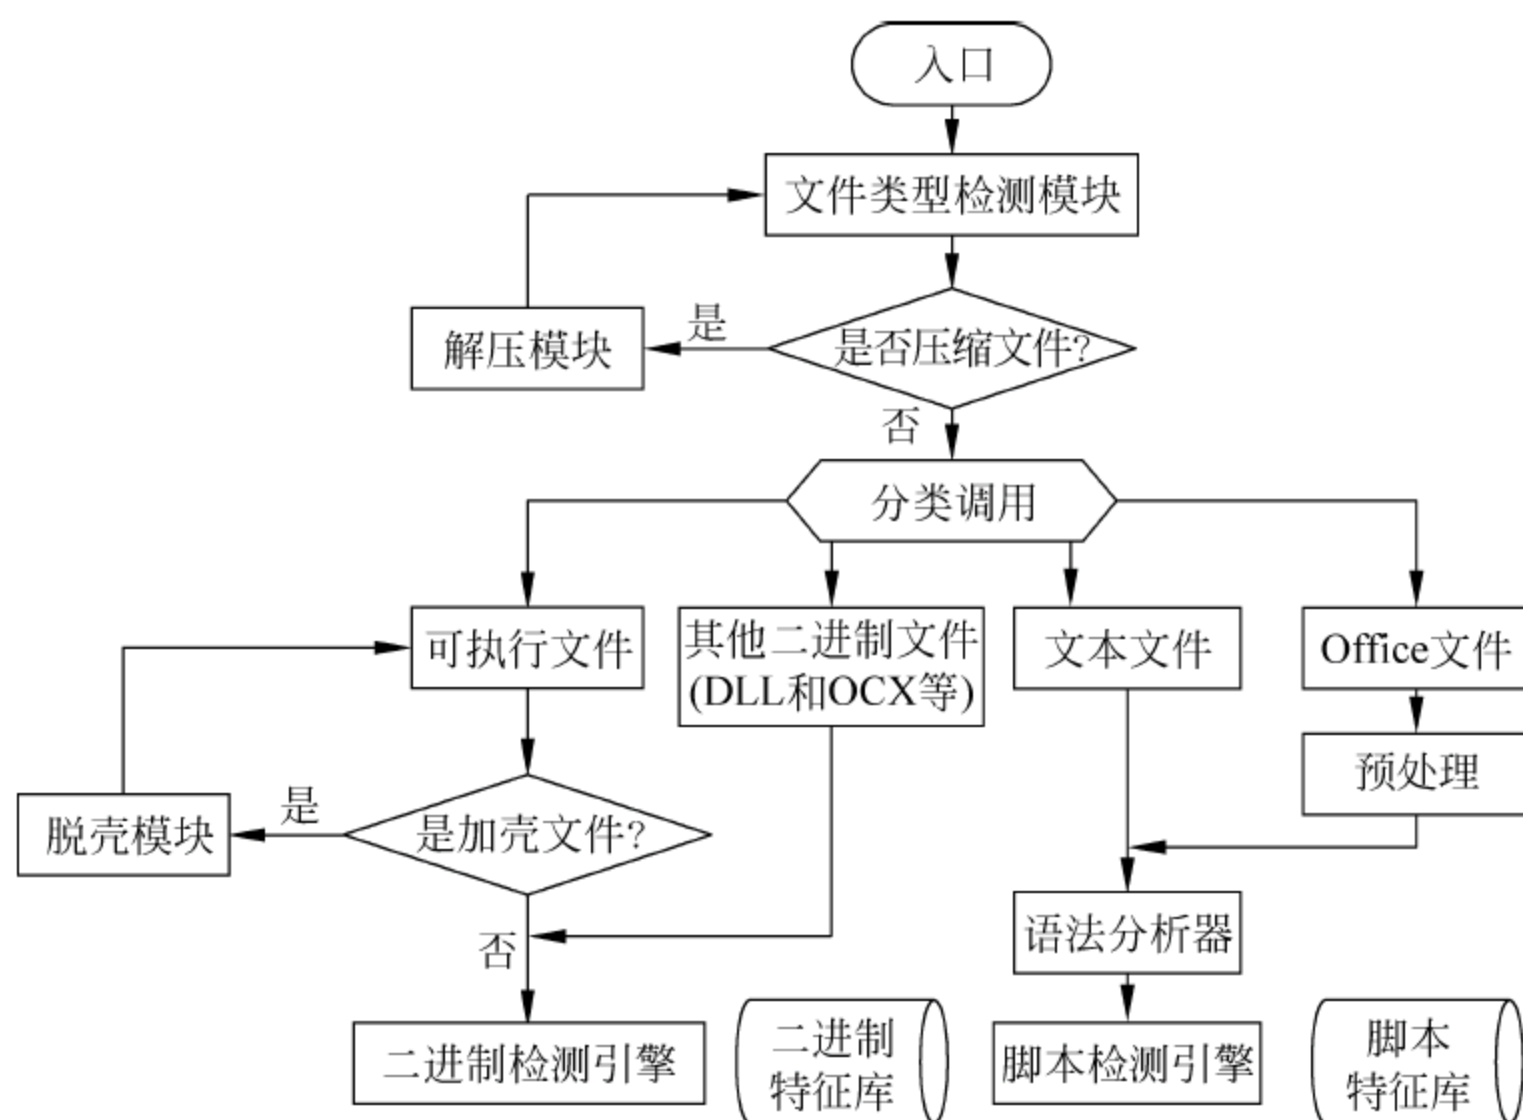 入口
文件类型检测模块
解压模块
是
是否压缩文件?
否
分类调用
可执行文件
其他二进制文件
(DLL和OCX等)
文本文件
Office文件
预处理
脱壳模块
是
是加壳文件?
否
语法分析器
二进制检测引擎
二进制
特征库
脚本检测引擎
脚本
特征库